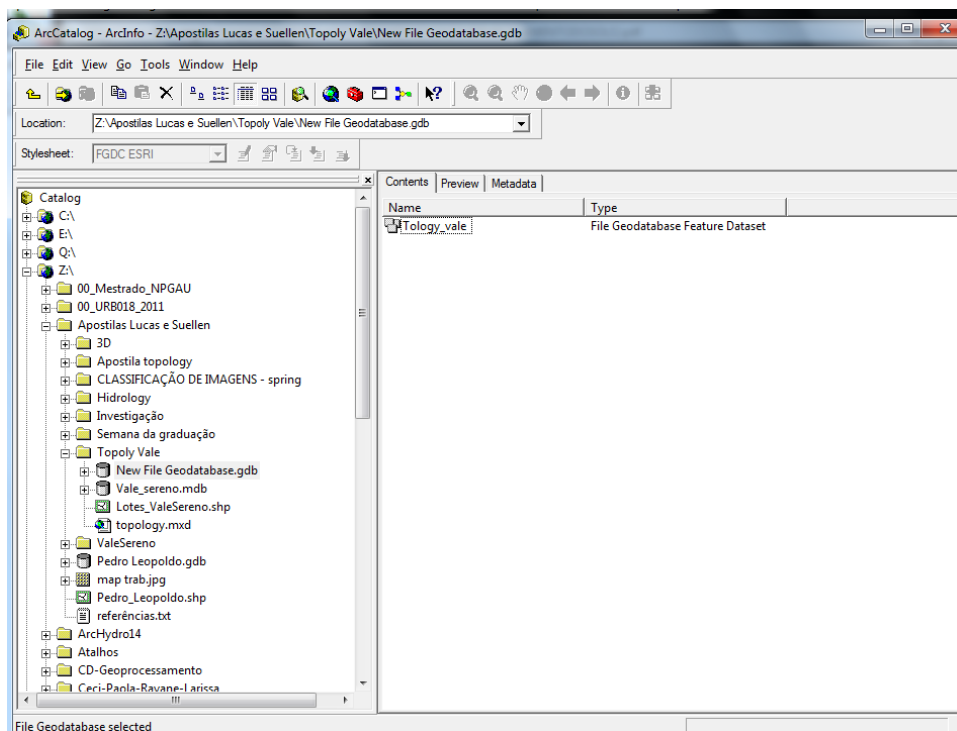 ArcCatalog - ArcInfo - Z:\Apostilas Lucas e Suellen\Topoly Vale\New File Geodatabase.gdb
File Edit View Go Tools Window Help
Location: Z:\Apostilas Lucas e Suellen\Topoly Vale\New File Geodatabase.gdb
Stylesheet: FGDC ESRI
Contents Preview Metadata
Name Type
Tology_vale File Geodatabase Feature Dataset
Catalog
C:\
E:\
Q:\
Z:\
00_Mestrado_NPGAU
00_URB018_2011
Apostilas Lucas e Suellen
3D
Apostila topology
CLASSIFICAÇÃO DE IMAGENS - spring
Hidrology
Investigação
Semana da graduação
Topoly Vale
New File Geodatabase.gdb
Vale_sereno.mdb
Lotes_ValeSereno.shp
topology.mxd
ValeSereno
Pedro Leopoldo.gdb
map trab.jpg
Pedro_Leopoldo.shp
referências.txt
ArcHydro14
Atalhos
CD-Geoprocessamento
Ceci-Paola-Rayane-Larissa
File Geodatabase selected